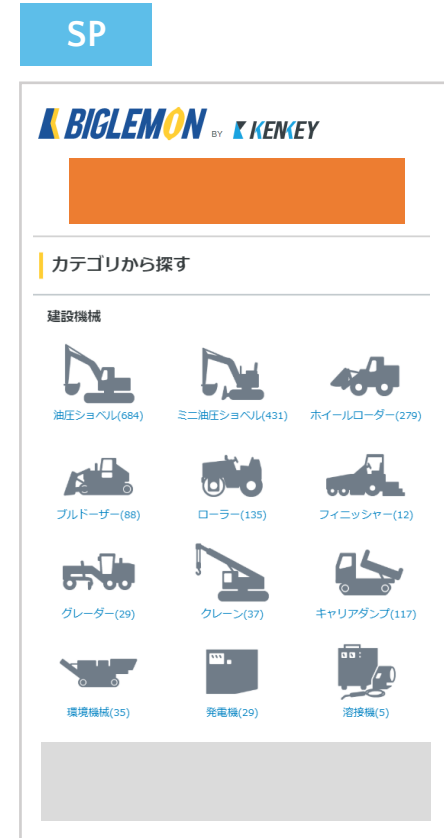 SP
BIGLEMON BY KENKEY
カテゴリから探す
建設機械
油圧ショベル(684) ミニ油圧ショベル(431) ホイールローダー(279)
ブルドーザー(88) ローラー(135) フィニッシャー(12)
グレーダー(29) クレーン(37) キャリアダンプ(117)
環境機械(35) 発電機(29) 溶接機(5)